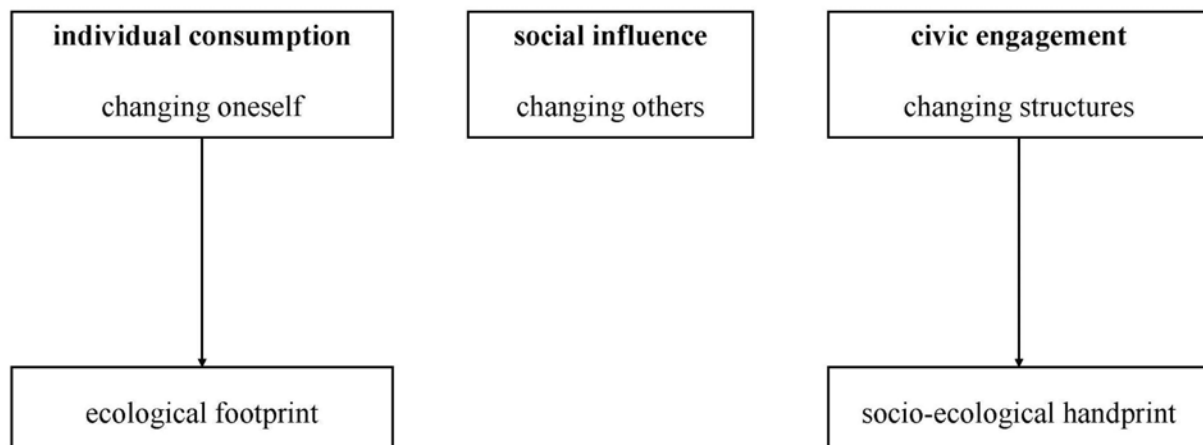 individual consumption
changing oneself
social influence
changing others
civic engagement
changing structures
ecological footprint
socio-ecological handprint